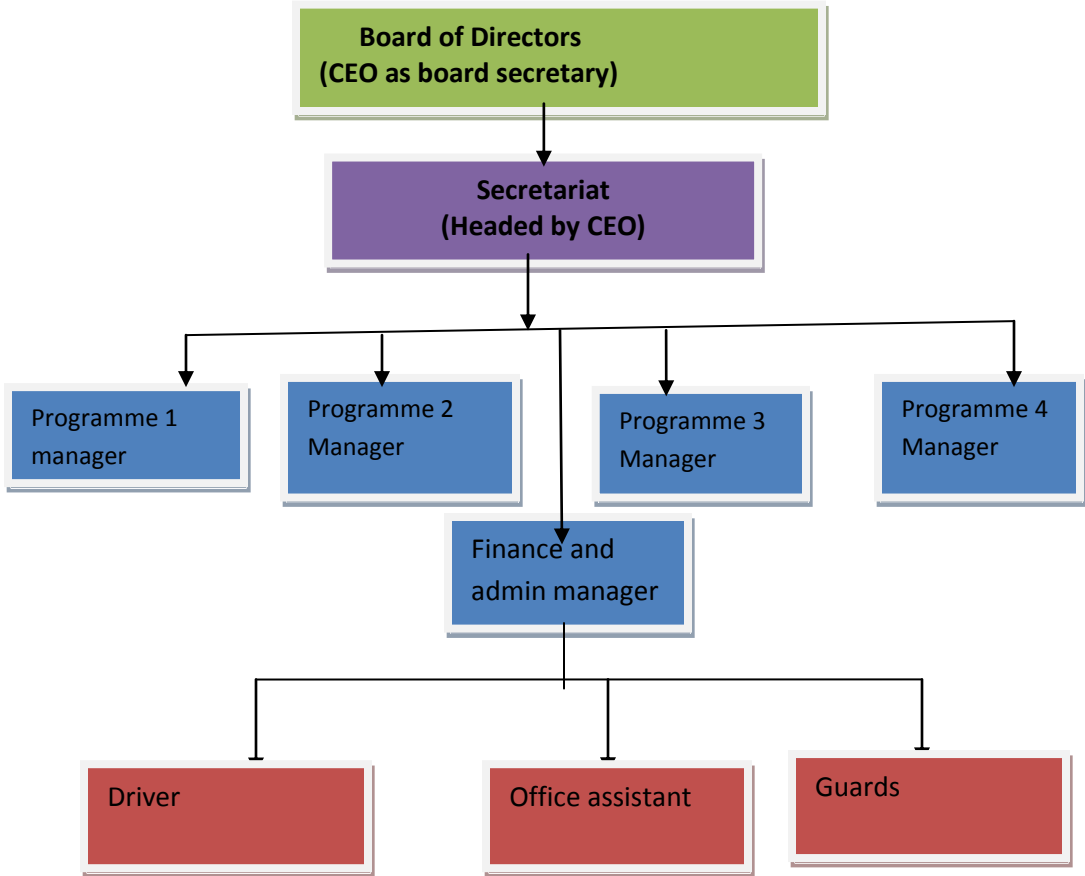 Board of Directors
(CEO as board secretary)
Secretariat
(Headed by CEO)
Programme 1
manager
Programme 2
Manager
Programme 3
Manager
Programme 4
Manager
Finance and
admin manager
Driver
Office assistant
Guards